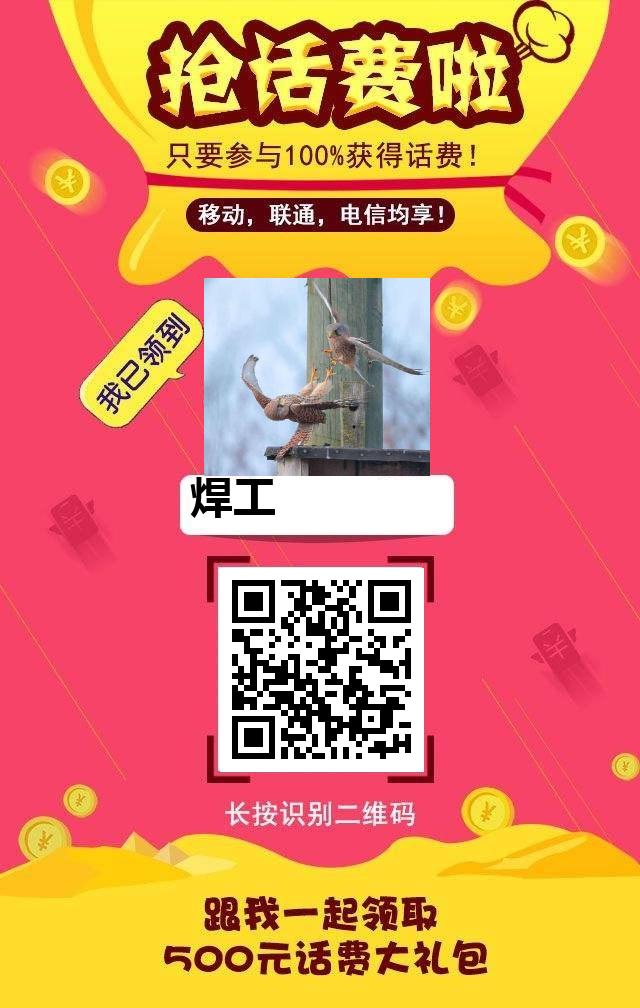 抢话费啦
只要参与100%获得话费！
移动，联通，电信均享！
我已领到
焊工
长按识别二维码
跟我一起领取
500元话费大礼包